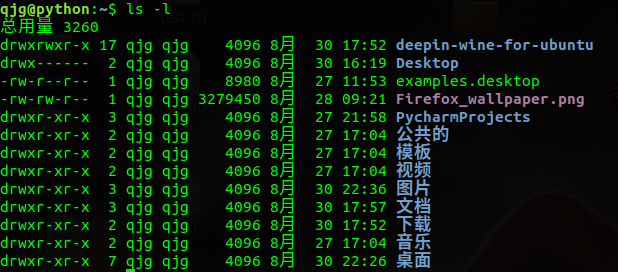 qjg@python:~$ ls -l
总用量 3260
drwxrwxr-x 17 qjg qjg    4096 8月  30 17:52 deepin-wine-for-ubuntu
drwx------  2 qjg qjg    4096 8月  30 16:19 Desktop
-rw-r--r--  1 qjg qjg    8980 8月  27 11:53 examples.desktop
-rw-rw-r--  1 qjg qjg 3279450 8月  28 09:21 Firefox_wallpaper.png
drwxr-xr-x  3 qjg qjg    4096 8月  27 21:58 PycharmProjects
drwxr-xr-x  2 qjg qjg    4096 8月  27 17:04 公共的
drwxr-xr-x  2 qjg qjg    4096 8月  27 17:04 模板
drwxr-xr-x  2 qjg qjg    4096 8月  27 17:04 视频
drwxr-xr-x  3 qjg qjg    4096 8月  30 22:36 图片
drwxr-xr-x  3 qjg qjg    4096 8月  30 17:57 文档
drwxr-xr-x  2 qjg qjg    4096 8月  30 17:52 下载
drwxr-xr-x  2 qjg qjg    4096 8月  27 17:04 音乐
drwxr-xr-x  7 qjg qjg    4096 8月  30 22:26 桌面